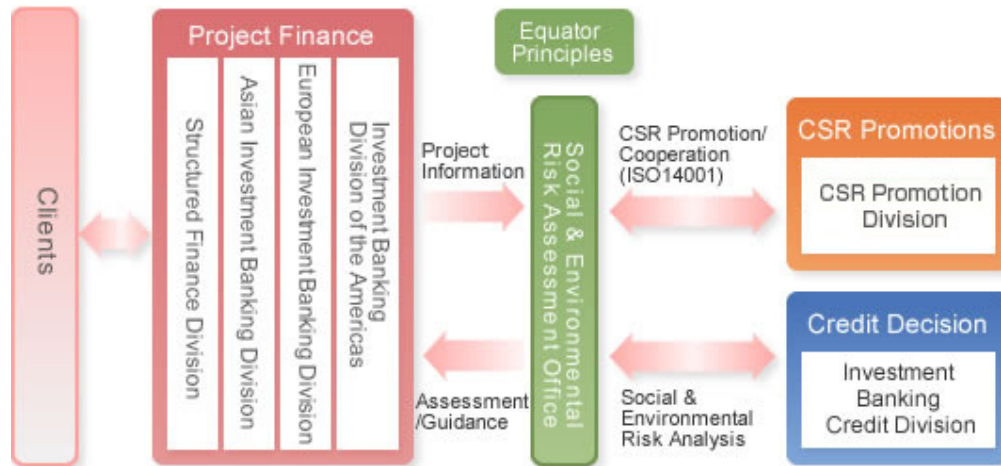 Clients
Project Finance
Structured Finance Division
Asian Investment Banking Division
European Investment Banking Division
Investment Banking
Division of the Americas
Project
Information
Assessment
/Guidance
Equator
Principles
Social & Environmental
Risk Assessment Office
CSR Promotion/
Cooperation
(ISO14001)
Social &
Environmental
Risk Analysis
CSR Promotions
CSR Promotion
Division
Credit Decision
Investment
Banking
Credit Division